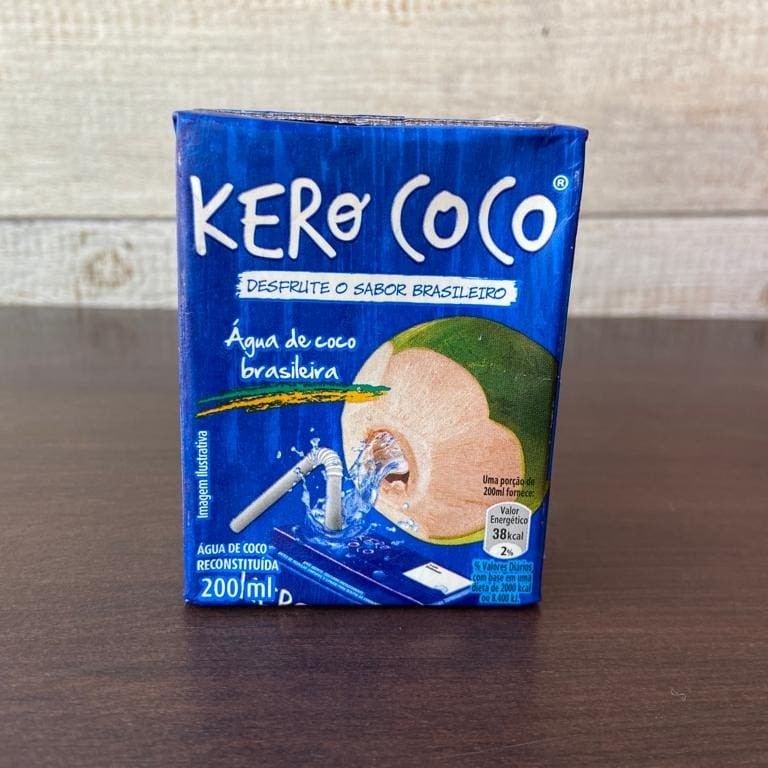 KERO COCO®
DESFRUTE O SABOR BRASILEIRO
Água de coco
brasileira
Imagem Ilustrativa
Uma porção de
200ml fornece:
Valor
Energético
38kcal
2%
% Valores Diários
com base em uma
dieta de 2000 kcal
ou 8.400 kJ.
ÁGUA DE COCO
RECONSTITUÍDA
200ml